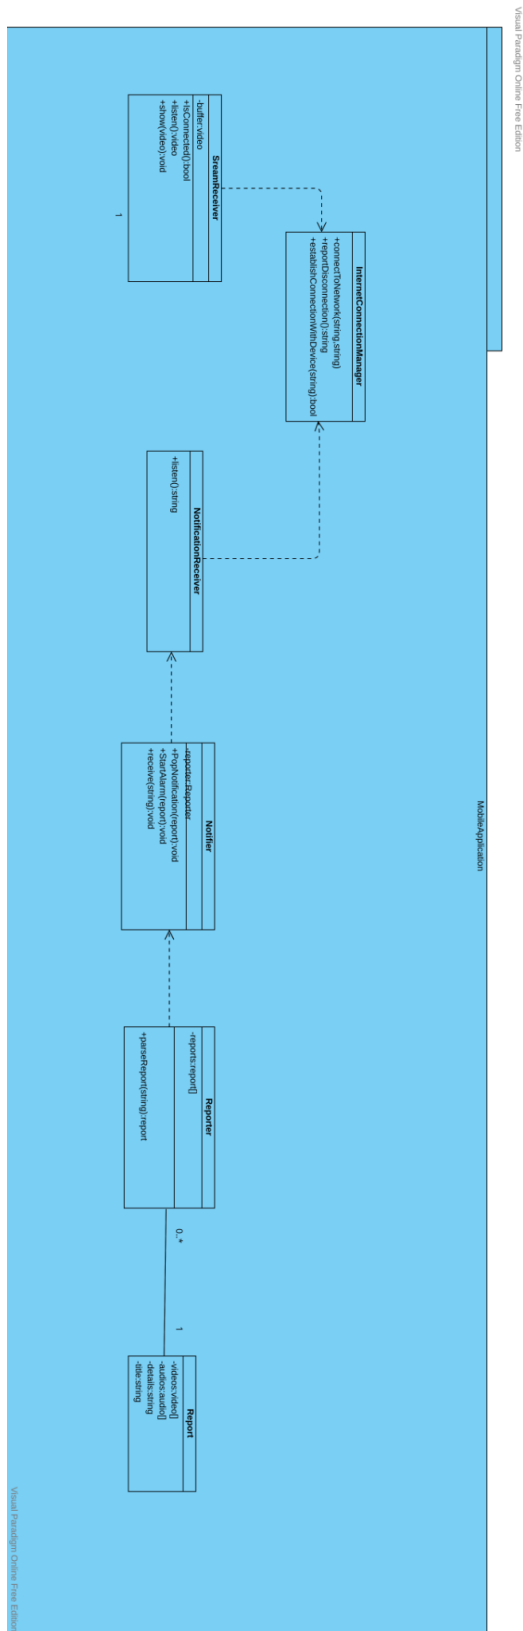 Visual Paradigm Online Free Edition
MobileApplication
InternetConnectionManager
+connectToNetwork(string,string)
+reportDisconnection():string
+establishConnectionWithDevice(string):bool
SreamReceiver
-buffer:video
+IsConnected():bool
+listen():video
+show(video):void
1
NotificationReceiver
+listen():string
Notifier
-reporter:Reporter
+PopNotification(report):void
+StartAlarm(report):void
+receive(string):void
Reporter
-reports:report[]
+parseReport(string):report
0..*
1
Report
-videos:video[]
-audios:audio[]
-details:string
-title:string
Visual Paradigm Online Free Edition